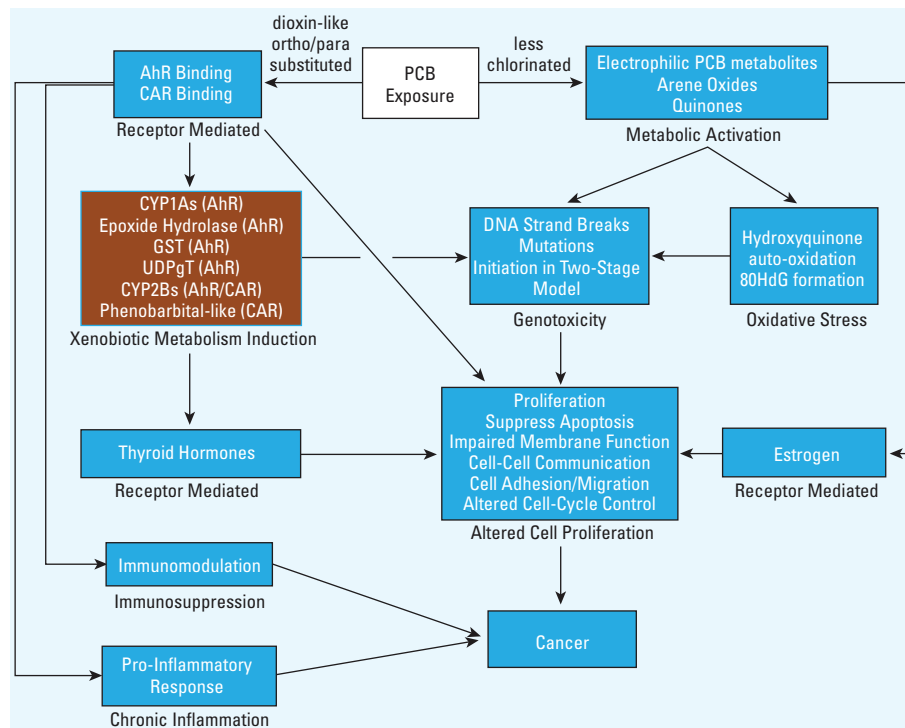 dioxin-like
ortho/para
substituted
less
chlorinated
PCB
Exposure
AhR Binding
CAR Binding
Receptor Mediated
Electrophilic PCB metabolites
Arene Oxides
Quinones
Metabolic Activation
CYP1As (AhR)
Epoxide Hydrolase (AhR)
GST (AhR)
UDPgT (AhR)
CYP2Bs (AhR/CAR)
Phenobarbital-like (CAR)
Xenobiotic Metabolism Induction
DNA Strand Breaks
Mutations
Initiation in Two-Stage
Model
Genotoxicity
Hydroxyquinone
auto-oxidation
80HdG formation
Oxidative Stress
Thyroid Hormones
Receptor Mediated
Proliferation
Suppress Apoptosis
Impaired Membrane Function
Cell-Cell Communication
Cell Adhesion/Migration
Altered Cell-Cycle Control
Altered Cell Proliferation
Estrogen
Receptor Mediated
Immunomodulation
Immunosuppression
Cancer
Pro-Inflammatory
Response
Chronic Inflammation